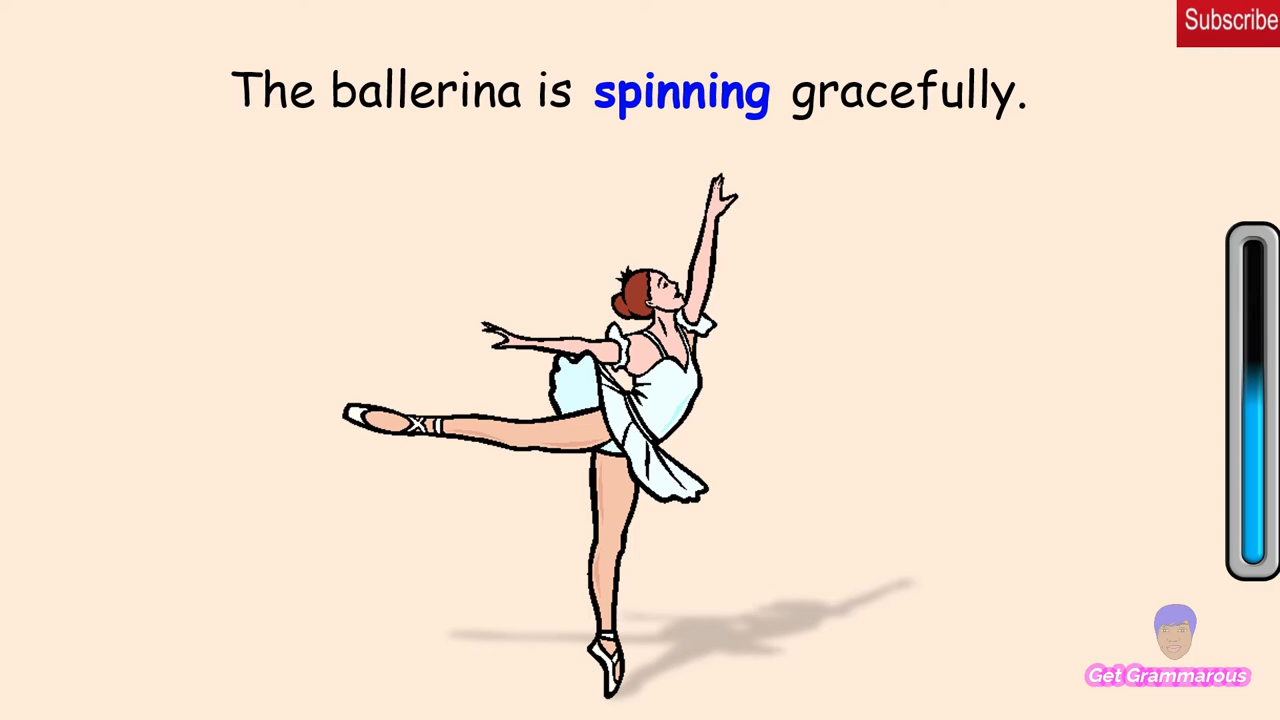 Subscribe
The ballerina is spinning gracefully.
Get Grammarous